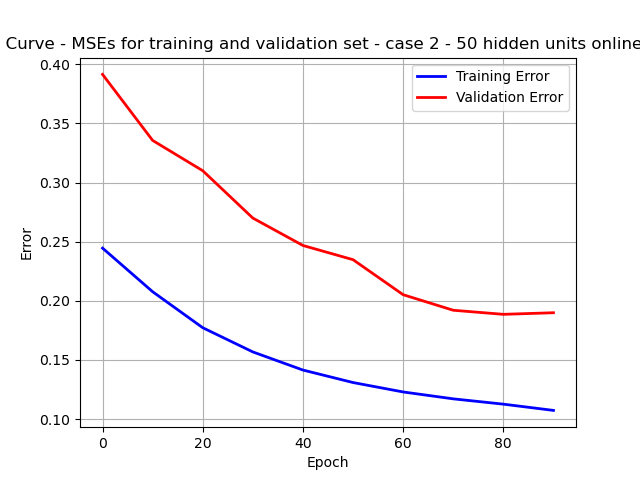 Curve - MSEs for training and validation set - case 2 - 50 hidden units online
0.40
0.35
0.30
0.25
0.20
0.15
0.10
Error
Training Error
Validation Error
0 20 40 60 80
Epoch